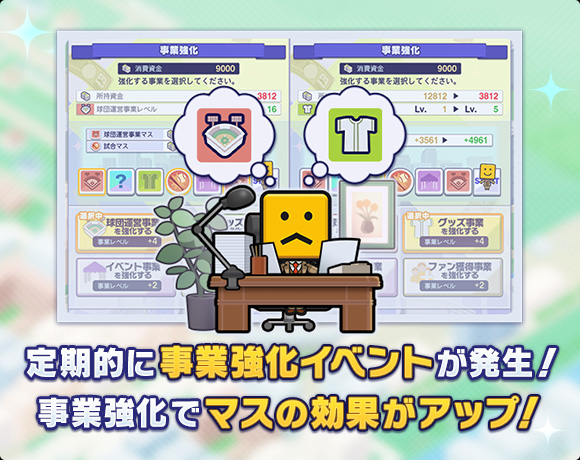 事業強化
消費資金 9000
強化する事業を選択してください。
所持資金 3812
球団運営事業レベル 16
球団運営事業マス
試合マス
選択中
球団運営事業
を強化する
事業レベル +4
イベント事業
を強化する
事業レベル +2
事業強化
消費資金 9000
強化する事業を選択してください。
12812 ▶ 3812
Lv. 1 ▶ Lv. 5
+3561 ▶ +4961
選択中
グッズ事業
を強化する
事業レベル +4
ファン獲得事業
を強化する
事業レベル +2
定期的に事業強化イベントが発生!
事業強化でマスの効果がアップ!